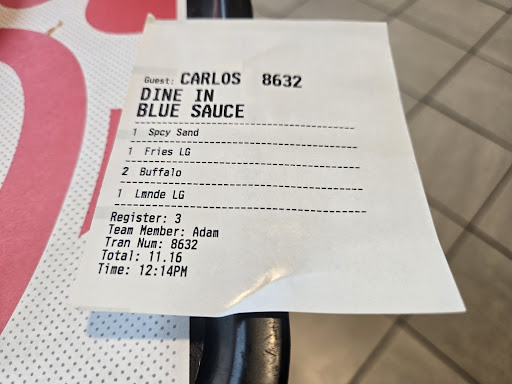 Guest: CARLOS 8632
DINE IN
BLUE SAUCE
1 Spcy Sand
1 Fries LG
2 Buffalo
1 Lmnde LG
Register: 3
Team Member: Adam
Tran Num: 8632
Total: 11.16
Time: 12:14PM